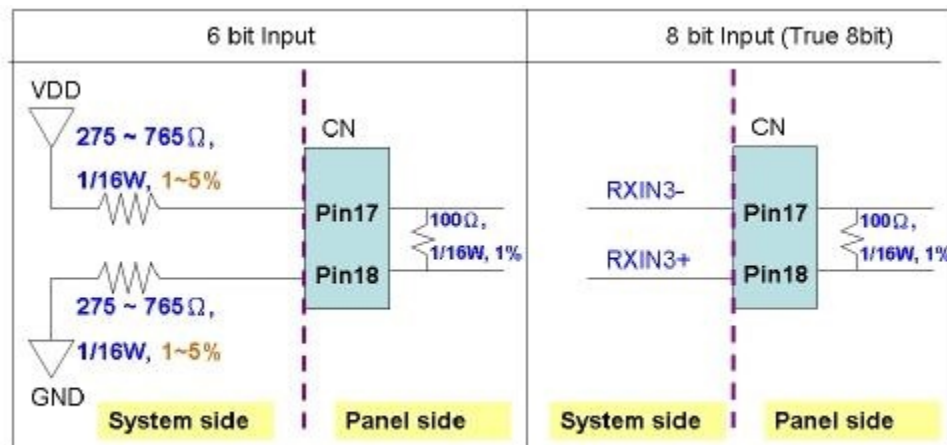 6 bit Input
8 bit Input (True 8bit)
VDD
275 ~ 765Ω,
1/16W, 1~5%
CN
Pin17
100Ω,
1/16W, 1%
Pin18
275 ~ 765Ω,
1/16W, 1~5%
GND
System side
Panel side
CN
RXIN3-
Pin17
100Ω,
1/16W, 1%
RXIN3+
Pin18
System side
Panel side